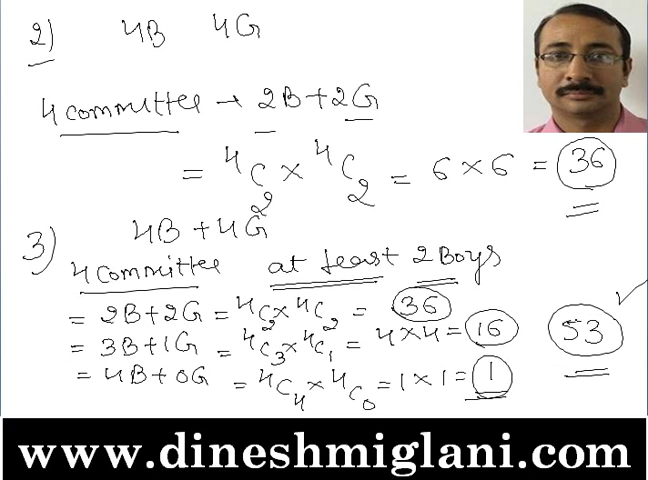 2) 4B 4G
4 committee → 2B+2G
= ⁴C₂ × ⁴C₂ = 6 × 6 = 36
3) 4B + 4G
4 Committee at least 2 Boys
= 2B+2G = ⁴C₂ × ⁴C₂ = 36
= 3B+1G = ⁴C₃ × ⁴C₁ = 4 × 4 = 16 53
= 4B+0G = ⁴C₄ × ⁴C₀ = 1 × 1 = 1
www.dineshmiglani.com